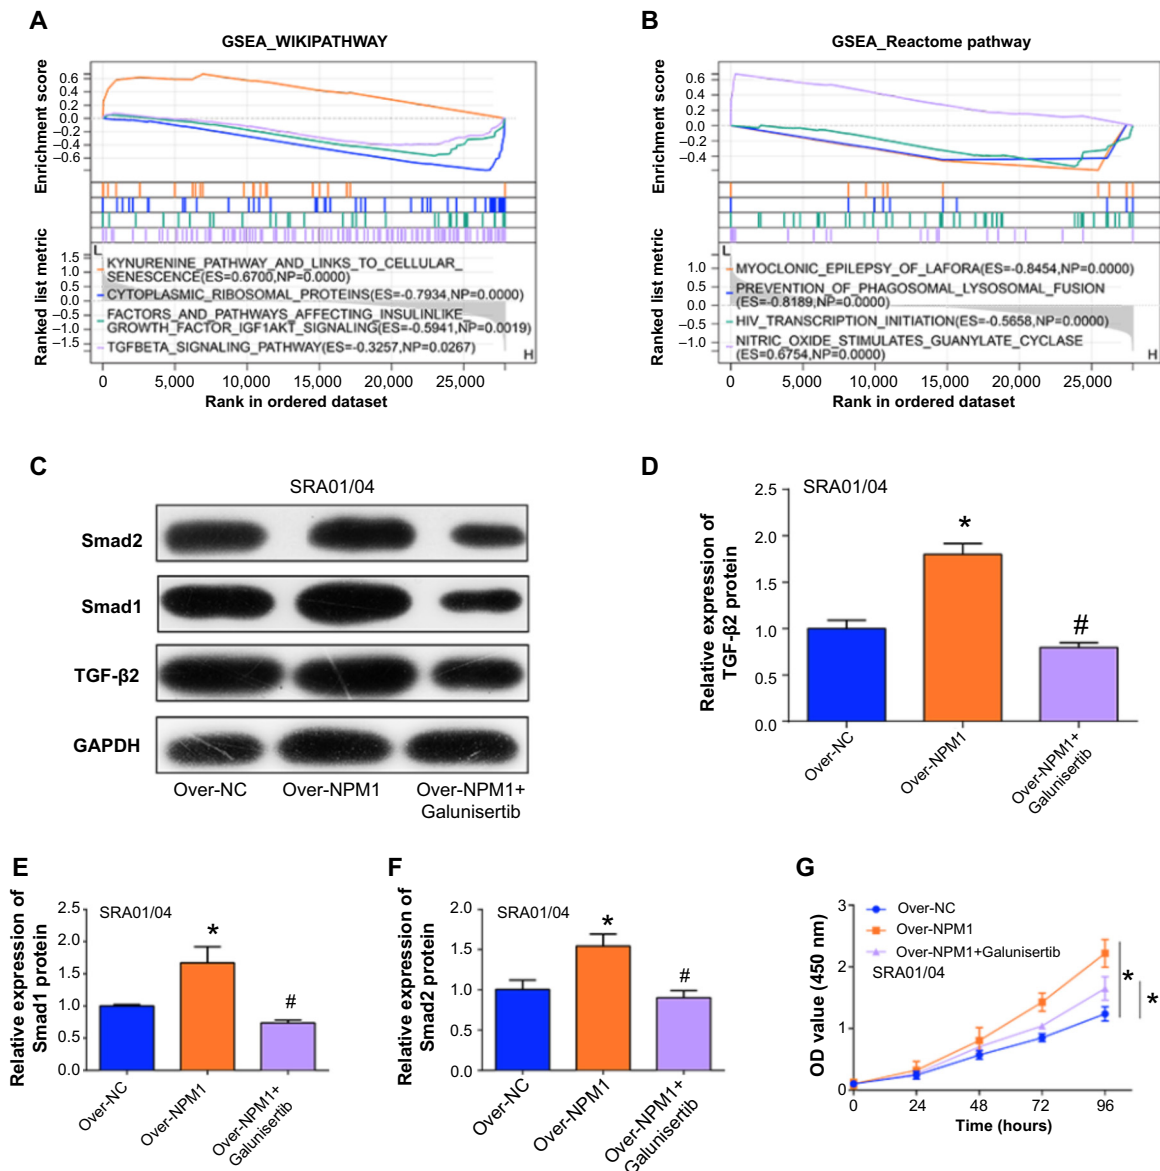 A
GSEA_WIKIPATHWAY
Enrichment score
0.6
0.4
0.2
0.0
−0.2
−0.4
−0.6
Ranked list metric
1.5
1.0
0.5
0.0
−0.5
−1.0
−1.5
L
KYNURENINE_PATHWAY_AND_LINKS_TO_CELLULAR_
SENESCENCE(ES=0.6700,NP=0.0000)
CYTOPLASMIC_RIBOSOMAL_PROTEINS(ES=-0.7934,NP=0.0000)
FACTORS_AND_PATHWAYS_AFFECTING_INSULINLIKE_
GROWTH_FACTOR_IGF1AKT_SIGNALING(ES=-0.5941,NP=0.0019)
TGFBETA_SIGNALING_PATHWAY(ES=-0.3257,NP=0.0267)
H
0
5,000
10,000
15,000
20,000
25,000
Rank in ordered dataset
B
GSEA_Reactome pathway
Enrichment score
0.6
0.4
0.2
0.0
−0.2
−0.4
Ranked list metric
1.0
0.5
0.0
−0.5
−1.0
L
MYOCLONIC_EPILEPSY_OF_LAFORA(ES=-0.8454,NP=0.0000)
PREVENTION_OF_PHAGOSOMAL_LYSOSOMAL_FUSION
(ES=-0.8189,NP=0.0000)
HIV_TRANSCRIPTION_INITIATION(ES=-0.5658,NP=0.0000)
NITRIC_OXIDE_STIMULATES_GUANYLATE_CYCLASE
(ES=0.6754,NP=0.0000)
H
0
5,000
10,000
15,000
20,000
25,000
Rank in ordered dataset
C
SRA01/04
Smad2
Smad1
TGF-β2
GAPDH
Over-NC
Over-NPM1
Over-NPM1+
Galunisertib
D
SRA01/04
Relative expression of
TGF-β2 protein
2.5
2.0
1.5
1.0
0.5
0.0
*
#
Over-NC
Over-NPM1
Over-NPM1+
Galunisertib
E
SRA01/04
Relative expression of
Smad1 protein
2.5
2.0
1.5
1.0
0.5
0.0
*
#
Over-NC
Over-NPM1
Over-NPM1+
Galunisertib
F
SRA01/04
Relative expression of
Smad2 protein
2.0
1.5
1.0
0.5
0.0
*
#
Over-NC
Over-NPM1
Over-NPM1+
Galunisertib
G
OD value (450 nm)
3
2
1
0
Over-NC
Over-NPM1
Over-NPM1+Galunisertib
SRA01/04
*
*
0
24
48
72
96
Time (hours)